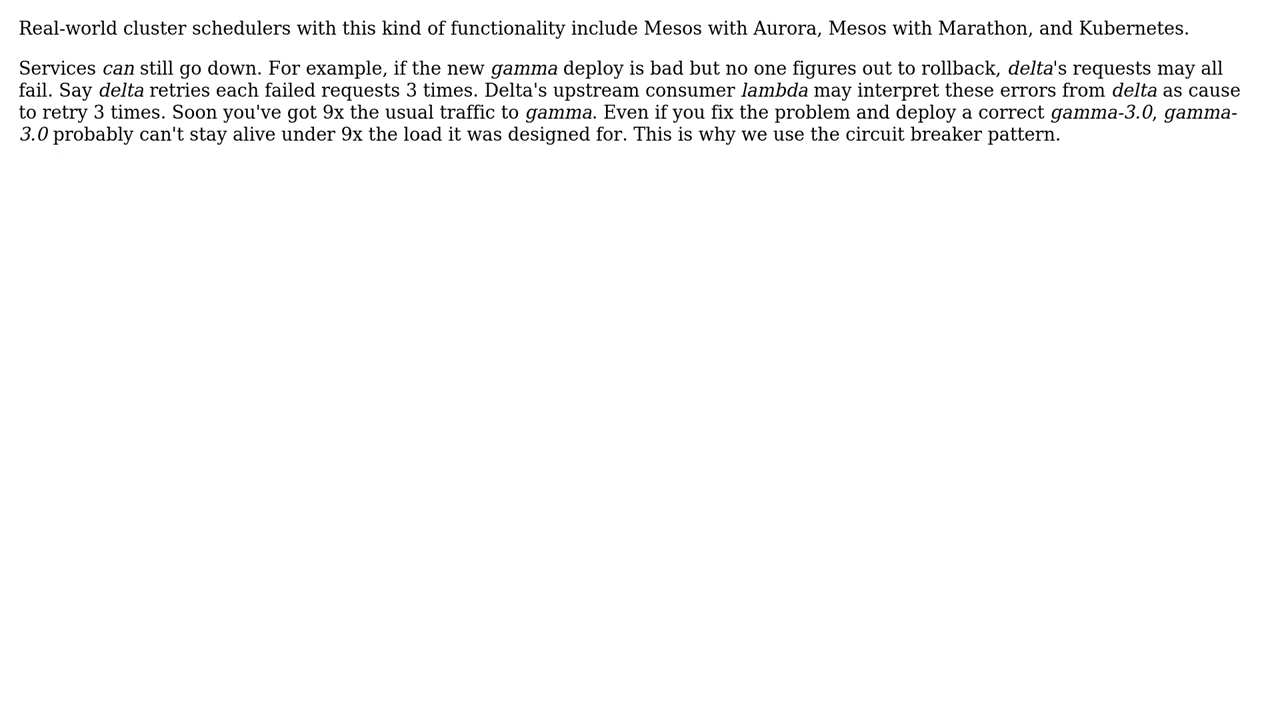 Real-world cluster schedulers with this kind of functionality include Mesos with Aurora, Mesos with Marathon, and Kubernetes.
Services can still go down. For example, if the new gamma deploy is bad but no one figures out to rollback, delta's requests may all
fail. Say delta retries each failed requests 3 times. Delta's upstream consumer lambda may interpret these errors from delta as cause
to retry 3 times. Soon you've got 9x the usual traffic to gamma. Even if you fix the problem and deploy a correct gamma-3.0, gamma-
3.0 probably can't stay alive under 9x the load it was designed for. This is why we use the circuit breaker pattern.